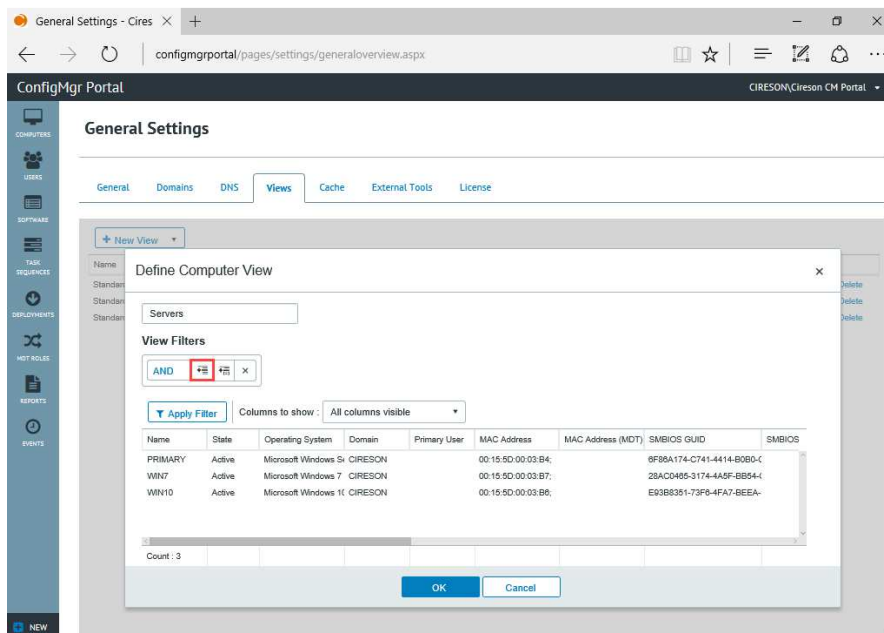 General Settings - Cires
configmgrportal/pages/settings/generaloverview.aspx
ConfigMgr Portal
CIRESON\Cireson CM Portal
COMPUTERS
USERS
SOFTWARE
TASK SEQUENCES
DEPLOYMENTS
MDT ROLES
REPORTS
EVENTS
NEW
General Settings
General Domains DNS Views Cache External Tools License
+ New View
Name
Standar Delete
Standar Delete
Standar Delete
Define Computer View
Servers
View Filters
AND
Apply Filter Columns to show : All columns visible
Name State Operating System Domain Primary User MAC Address MAC Address (MDT) SMBIOS GUID SMBIOS
PRIMARY Active Microsoft Windows Se CIRESON 00:15:5D:00:03:B4; 6F86A174-C741-4414-B0B0-0
WIN7 Active Microsoft Windows 7 CIRESON 00:15:5D:00:03:B7; 28AC0465-3174-4A5F-BB54-0
WIN10 Active Microsoft Windows 10 CIRESON 00:15:5D:00:03:B6; E93B8351-73F6-4FA7-BEEA-
Count : 3
OK Cancel